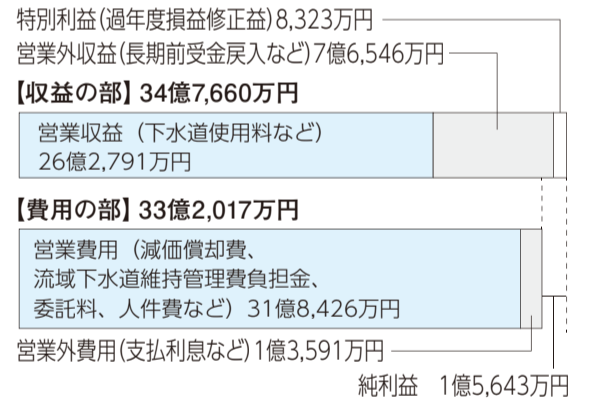 特別利益(過年度損益修正益)8,323万円
営業外収益(長期前受金戻入など)7億6,546万円
【収益の部】34億7,660万円
営業収益（下水道使用料など）
26億2,791万円
【費用の部】33億2,017万円
営業費用（減価償却費、
流域下水道維持管理費負担金、
委託料、人件費など）31億8,426万円
営業外費用(支払利息など)1億3,591万円
純利益　1億5,643万円